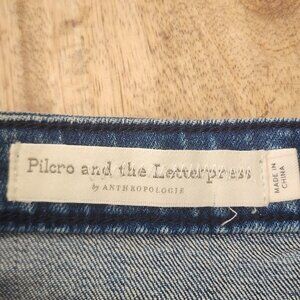 Pilcro and the Letterpress
by ANTHROPOLOGIE
MADE IN
CHINA